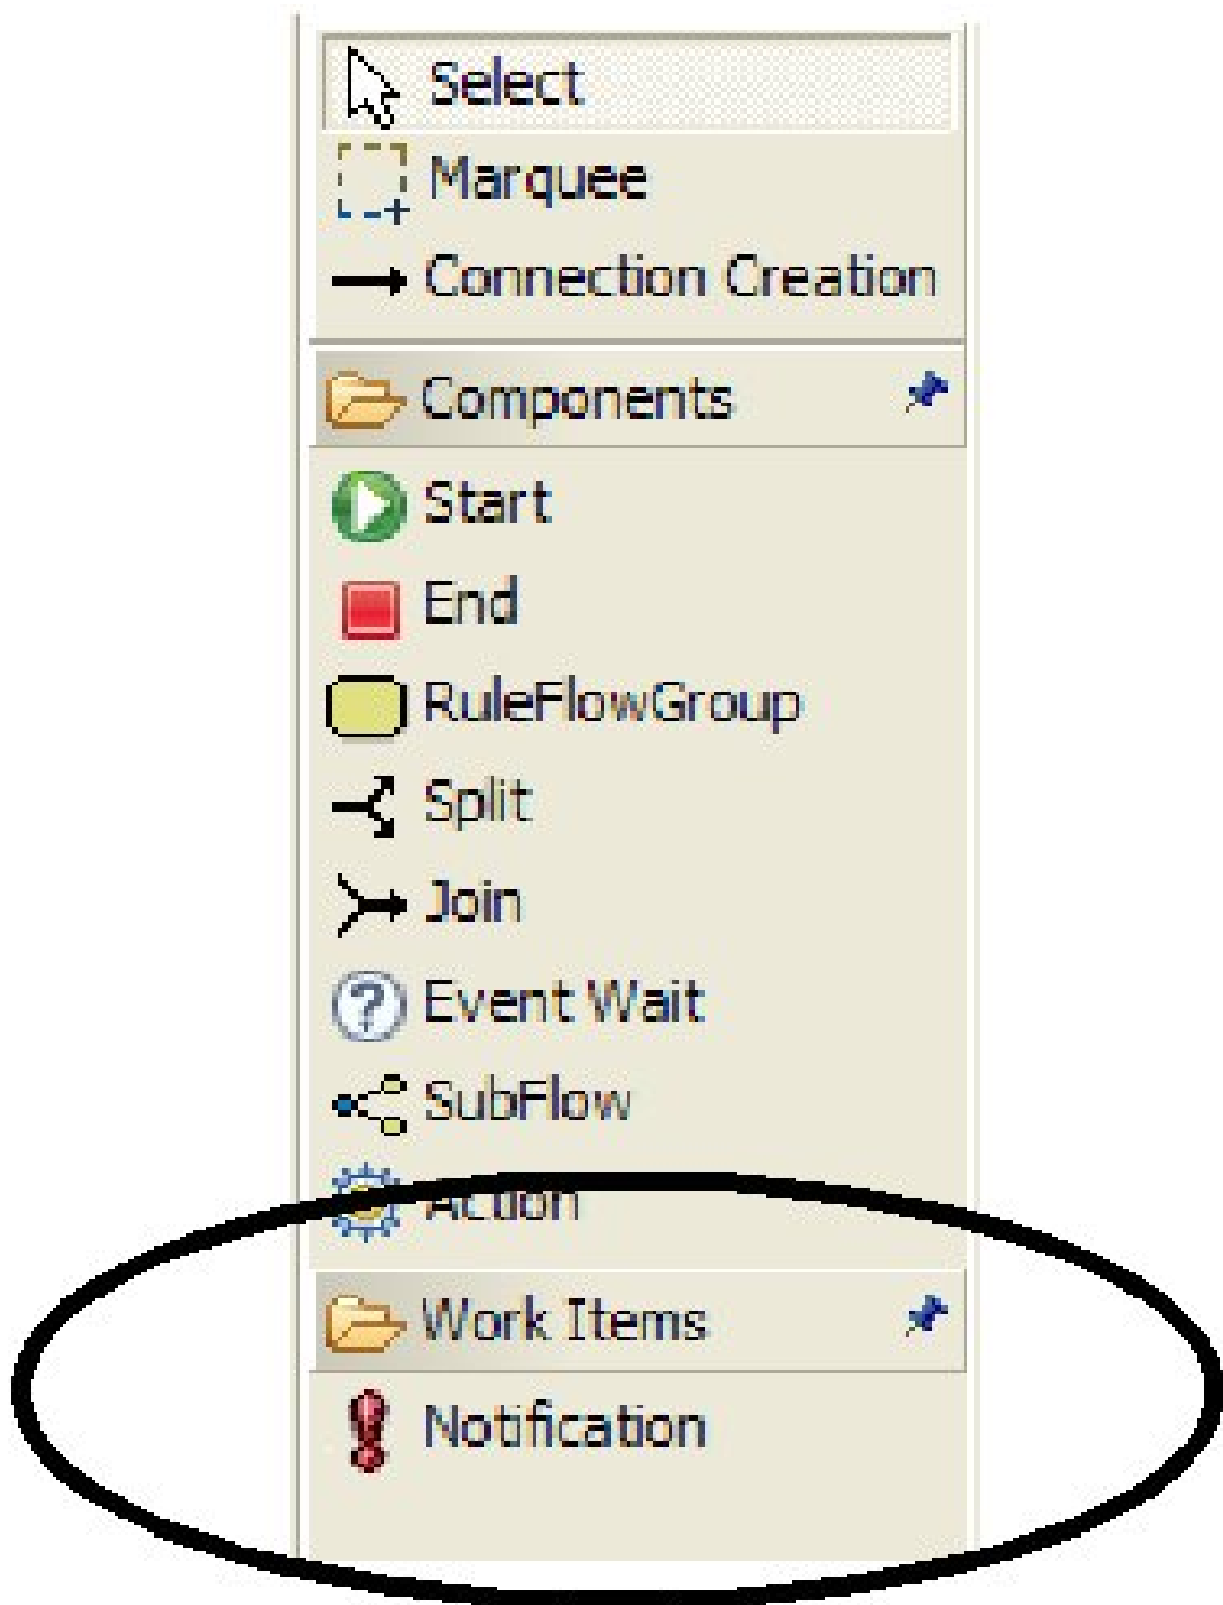 Select
Marquee
Connection Creation
Components
Start
End
RuleFlowGroup
Split
Join
Event Wait
SubFlow
Action
Work Items
Notification